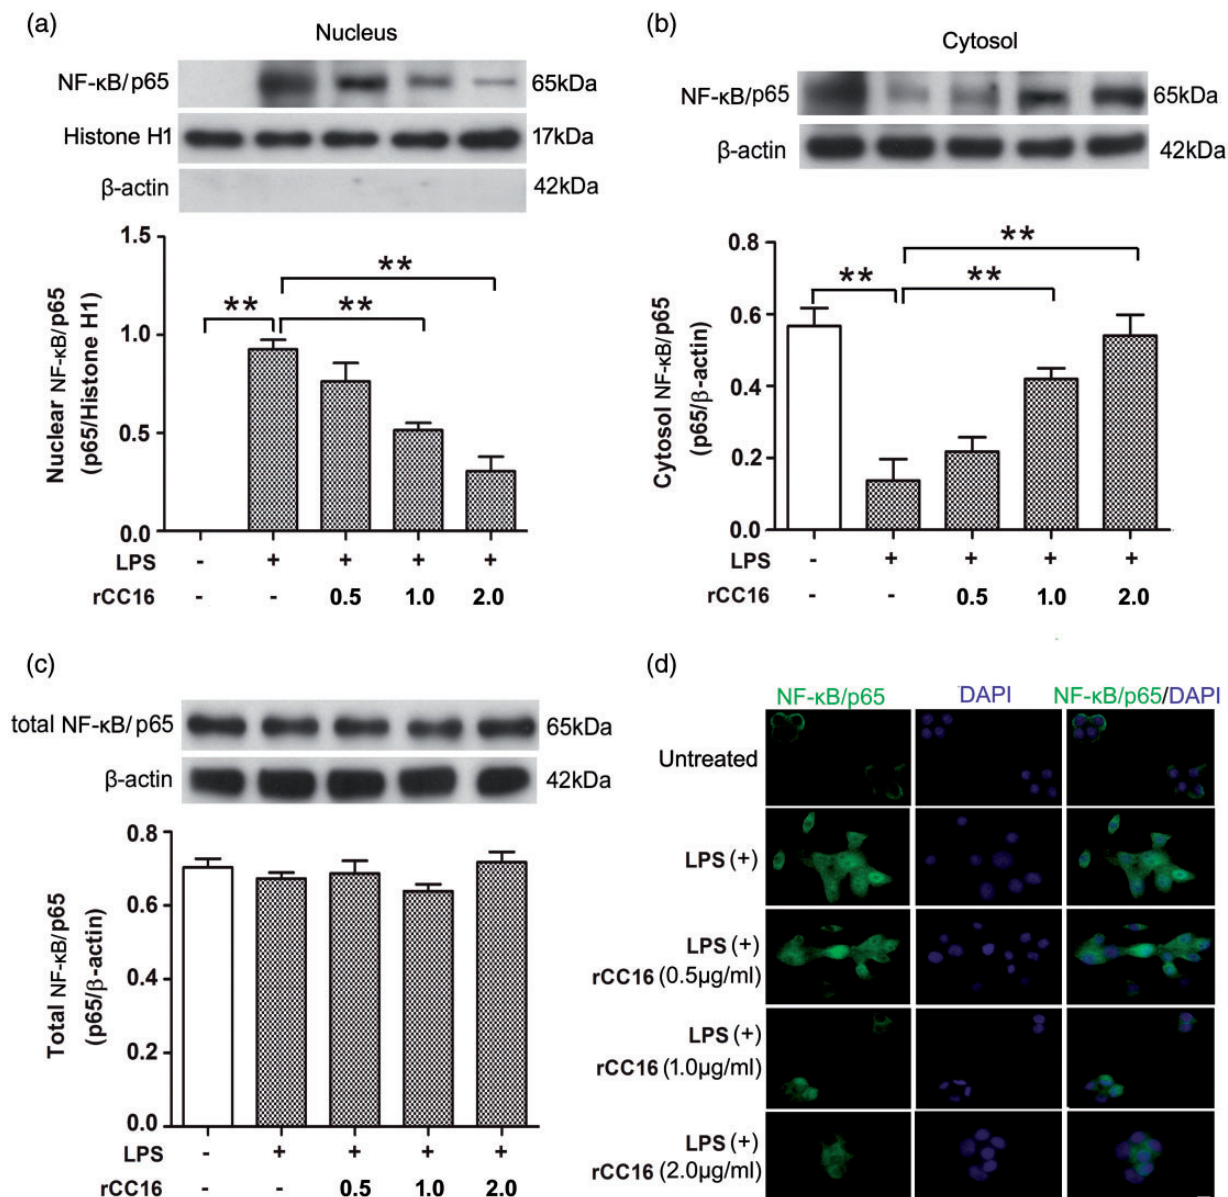 (a)
Nucleus
NF-κB/p65 65kDa
Histone H1 17kDa
β-actin 42kDa
Nuclear NF-κB/p65
(p65/Histone H1)
1.5
1.0
0.5
0.0
** ** **
LPS - + + + +
rCC16 - - 0.5 1.0 2.0
(b)
Cytosol
NF-κB/p65 65kDa
β-actin 42kDa
Cytosol NF-κB/p65
(p65/β-actin)
0.8
0.6
0.4
0.2
0.0
** ** **
LPS - + + + +
rCC16 - - 0.5 1.0 2.0
(c)
total NF-κB/p65 65kDa
β-actin 42kDa
Total NF-κB/p65
(p65/β-actin)
0.8
0.6
0.4
0.2
0.0
LPS - + + + +
rCC16 - - 0.5 1.0 2.0
(d)
NF-κB/p65 DAPI NF-κB/p65/DAPI
Untreated
LPS (+)
LPS (+)
rCC16 (0.5μg/ml)
LPS (+)
rCC16 (1.0μg/ml)
LPS (+)
rCC16 (2.0μg/ml)